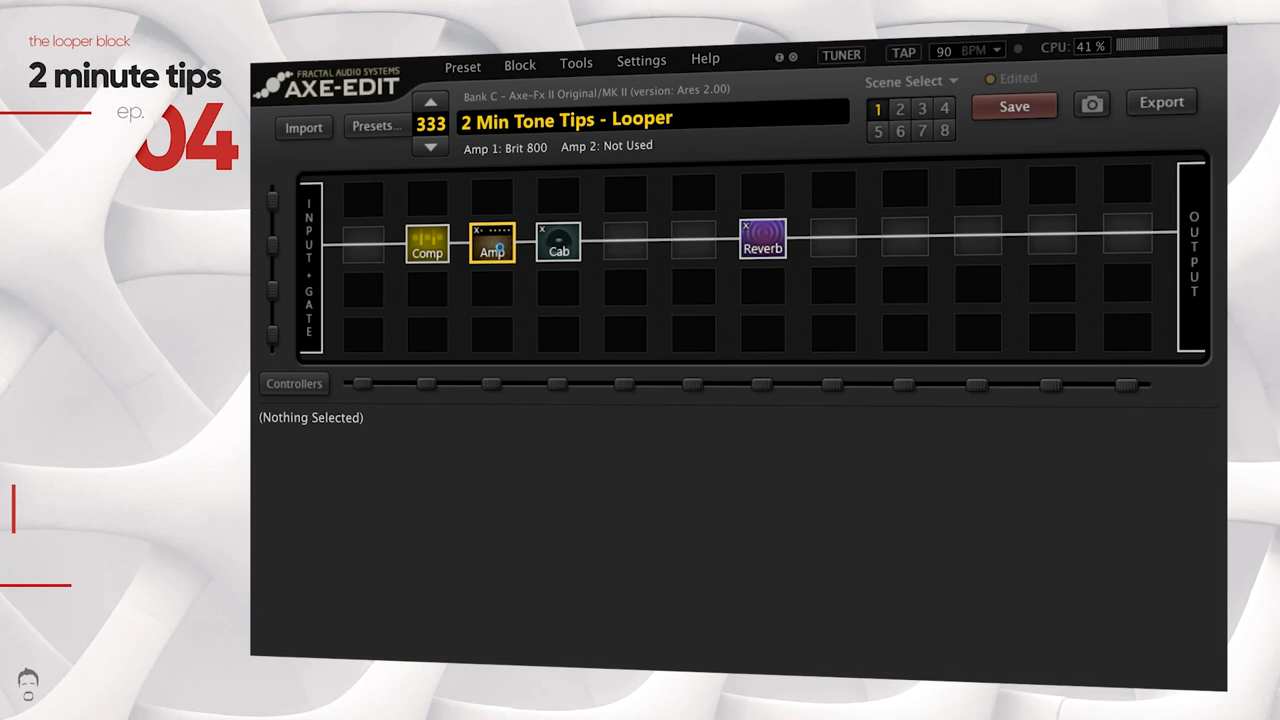 the looper block
2 minute tips
ep.
04
FRACTAL AUDIO SYSTEMS
AXE-EDIT
Preset Block Tools Settings Help
TUNER TAP 90 BPM CPU: 41 %
Bank C - Axe-Fx II Original/MK II (version: Ares 2.00)
Scene Select Edited
Import Presets... 333 2 Min Tone Tips - Looper
1 2 3 4
5 6 7 8
Save Export
Amp 1: Brit 800 Amp 2: Not Used
INPUT + GATE
X X X
Comp Amp Cab Reverb
OUTPUT
Controllers
(Nothing Selected)